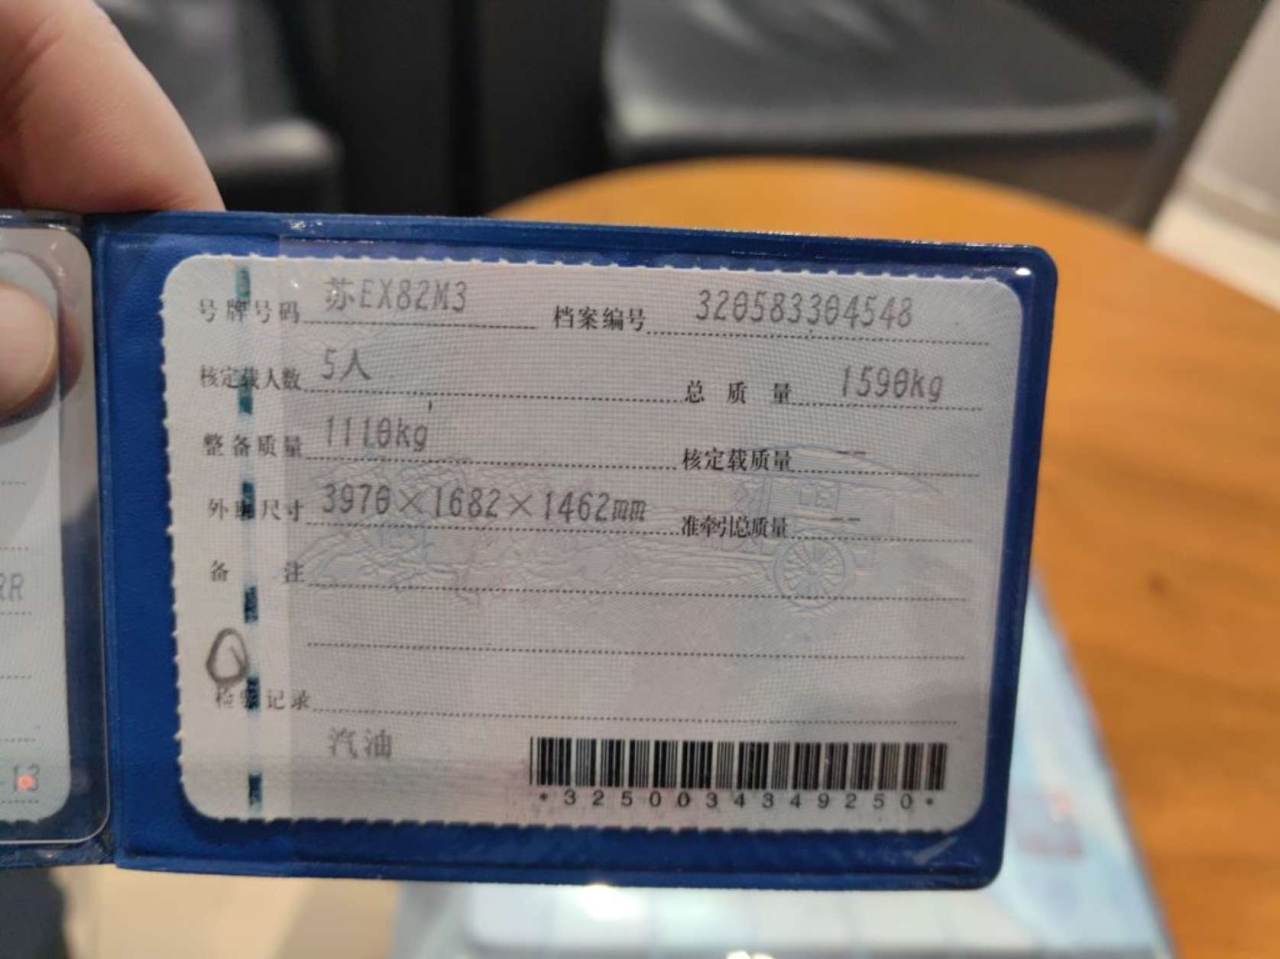 号牌号码 苏EX82M3 档案编号 320583304548
核定载人数 5人 总质量 1590kg
整备质量 1110kg 核定载质量 --
外廓尺寸 3970×1682×1462mm 准牵引总质量 --
备注
检验记录
汽油
*3250034349250*
RR
-13